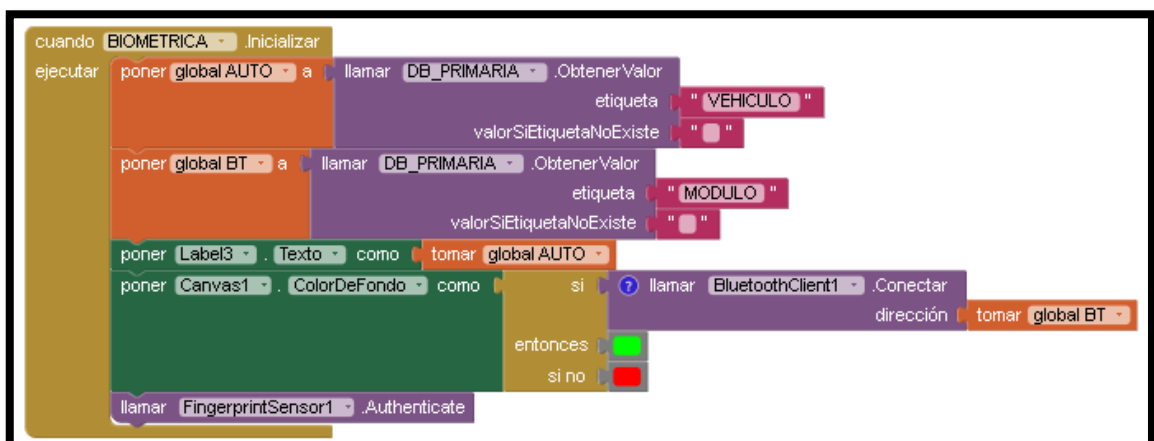 cuando BIOMETRICA .Inicializar
ejecutar poner global AUTO a llamar DB_PRIMARIA .ObtenerValor
etiqueta " VEHICULO "
valorSiEtiquetaNoExiste " "
poner global BT a llamar DB_PRIMARIA .ObtenerValor
etiqueta " MODULO "
valorSiEtiquetaNoExiste " "
poner Label3 . Texto como tomar global AUTO
poner Canvas1 . ColorDeFondo como si ? llamar BluetoothClient1 .Conectar
dirección tomar global BT
entonces
si no
llamar FingerprintSensor1 .Authenticate